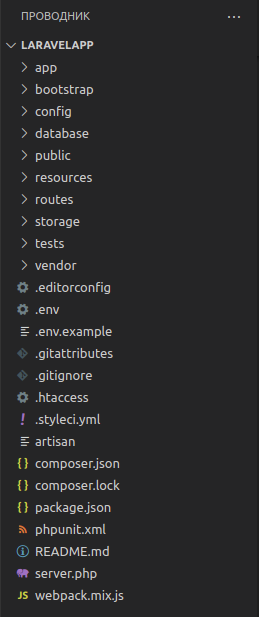 ПРОВОДНИК
LARAVELAPP
app
bootstrap
config
database
public
resources
routes
storage
tests
vendor
.editorconfig
.env
.env.example
.gitattributes
.gitignore
.htaccess
.styleci.yml
artisan
composer.json
composer.lock
package.json
phpunit.xml
README.md
server.php
JS webpack.mix.js